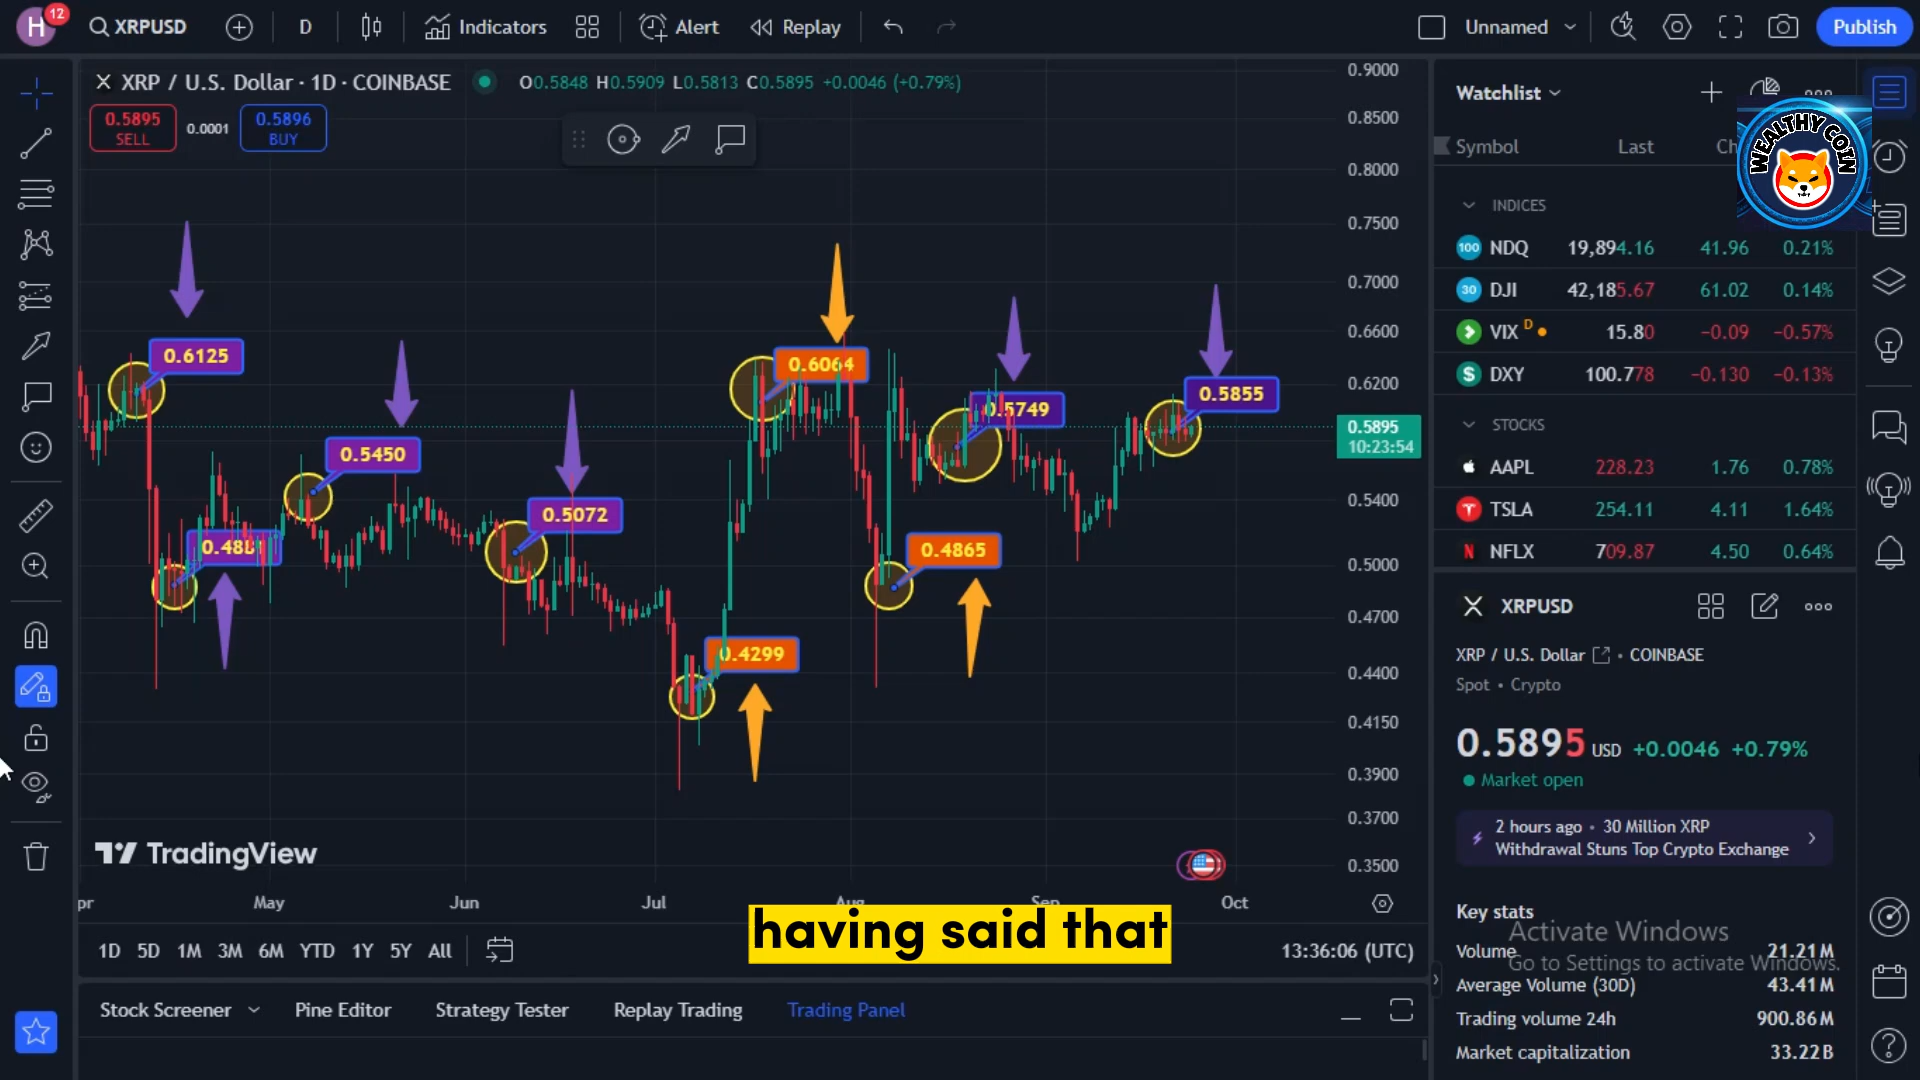 H 12 XRPUSD D Indicators Alert Replay Unnamed Publish
X XRP / U.S. Dollar · 1D · COINBASE O0.5848 H0.5909 L0.5813 C0.5895 +0.0046 (+0.79%)
0.5895 SELL 0.0001 0.5896 BUY
0.9000
0.8500
0.8000
0.7500
0.7000
0.6600
0.6200
0.5895
10:23:54
0.5400
0.5000
0.4700
0.4400
0.4150
0.3900
0.3700
0.3500
0.6125
0.5450
0.5072
0.6064
0.5749
0.5855
0.4865
0.4299
TradingView
May Jun Jul Aug Sep Oct
having said that
1D 5D 1M 3M 6M YTD 1Y 5Y All 13:36:06 (UTC)
Stock Screener Pine Editor Strategy Tester Replay Trading Trading Panel
Watchlist
WEALTHY COIN
Symbol Last Ch
INDICES
100 NDQ 19,894.16 41.96 0.21%
30 DJI 42,185.67 61.02 0.14%
VIX D 15.80 −0.09 −0.57%
$ DXY 100.778 −0.130 −0.13%
STOCKS
AAPL 228.23 1.76 0.78%
TSLA 254.11 4.11 1.64%
N NFLX 709.87 4.50 0.64%
X XRPUSD
XRP / U.S. Dollar • COINBASE
Spot • Crypto
0.5895 USD +0.0046 +0.79%
Market open
2 hours ago • 30 Million XRP
Withdrawal Stuns Top Crypto Exchange
Key stats
Activate Windows
Go to Settings to activate Windows.
Volume 21.21M
Average Volume (30D) 43.41M
Trading volume 24h 900.86M
Market capitalization 33.22B